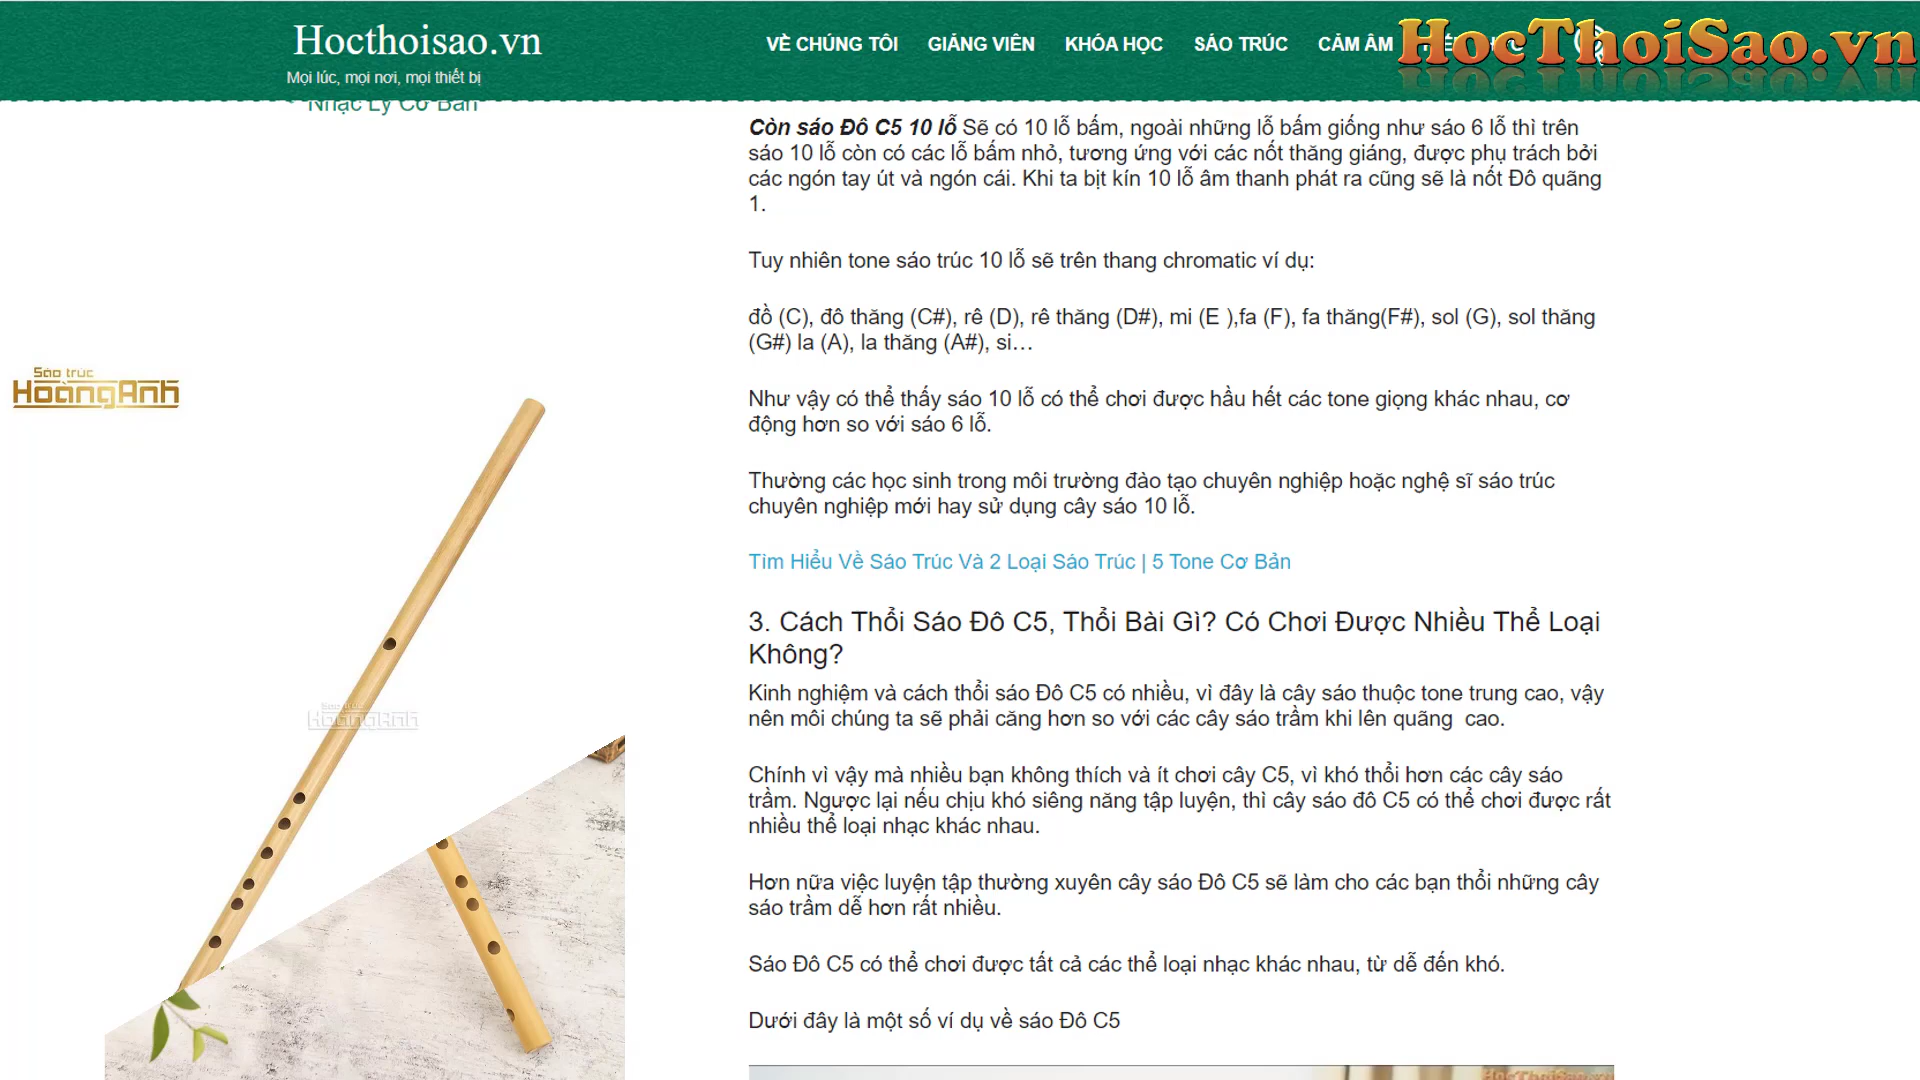 Hocthoisao.vn
Mọi lúc, mọi nơi, mọi thiết bị
VỀ CHÚNG TÔI
GIẢNG VIÊN
KHÓA HỌC
SÁO TRÚC
CẢM ÂM
HocThoiSao.vn
Nhạc Lý Cơ Bản
Còn sáo Đô C5 10 lỗ Sẽ có 10 lỗ bấm, ngoài những lỗ bấm giống như sáo 6 lỗ thì trên
sáo 10 lỗ còn có các lỗ bấm nhỏ, tương ứng với các nốt thăng giáng, được phụ trách bởi
các ngón tay út và ngón cái. Khi ta bịt kín 10 lỗ âm thanh phát ra cũng sẽ là nốt Đô quãng
1.
Tuy nhiên tone sáo trúc 10 lỗ sẽ trên thang chromatic ví dụ:
đồ (C), đô thăng (C#), rê (D), rê thăng (D#), mi (E ),fa (F), fa thăng(F#), sol (G), sol thăng
(G#) la (A), la thăng (A#), si…
Như vậy có thể thấy sáo 10 lỗ có thể chơi được hầu hết các tone giọng khác nhau, cơ
động hơn so với sáo 6 lỗ.
Thường các học sinh trong môi trường đào tạo chuyên nghiệp hoặc nghệ sĩ sáo trúc
chuyên nghiệp mới hay sử dụng cây sáo 10 lỗ.
Tìm Hiểu Về Sáo Trúc Và 2 Loại Sáo Trúc | 5 Tone Cơ Bản
3. Cách Thổi Sáo Đô C5, Thổi Bài Gì? Có Chơi Được Nhiều Thể Loại
Không?
Kinh nghiệm và cách thổi sáo Đô C5 có nhiều, vì đây là cây sáo thuộc tone trung cao, vậy
nên môi chúng ta sẽ phải căng hơn so với các cây sáo trầm khi lên quãng  cao.
Chính vì vậy mà nhiều bạn không thích và ít chơi cây C5, vì khó thổi hơn các cây sáo
trầm. Ngược lại nếu chịu khó siêng năng tập luyện, thì cây sáo đô C5 có thể chơi được rất
nhiều thể loại nhạc khác nhau.
Hơn nữa việc luyện tập thường xuyên cây sáo Đô C5 sẽ làm cho các bạn thổi những cây
sáo trầm dễ hơn rất nhiều.
Sáo Đô C5 có thể chơi được tất cả các thể loại nhạc khác nhau, từ dễ đến khó.
Dưới đây là một số ví dụ về sáo Đô C5
Sáo trúc
HoàngAnh
Sáo trúc
HoàngAnh
HocThoiSao.vn